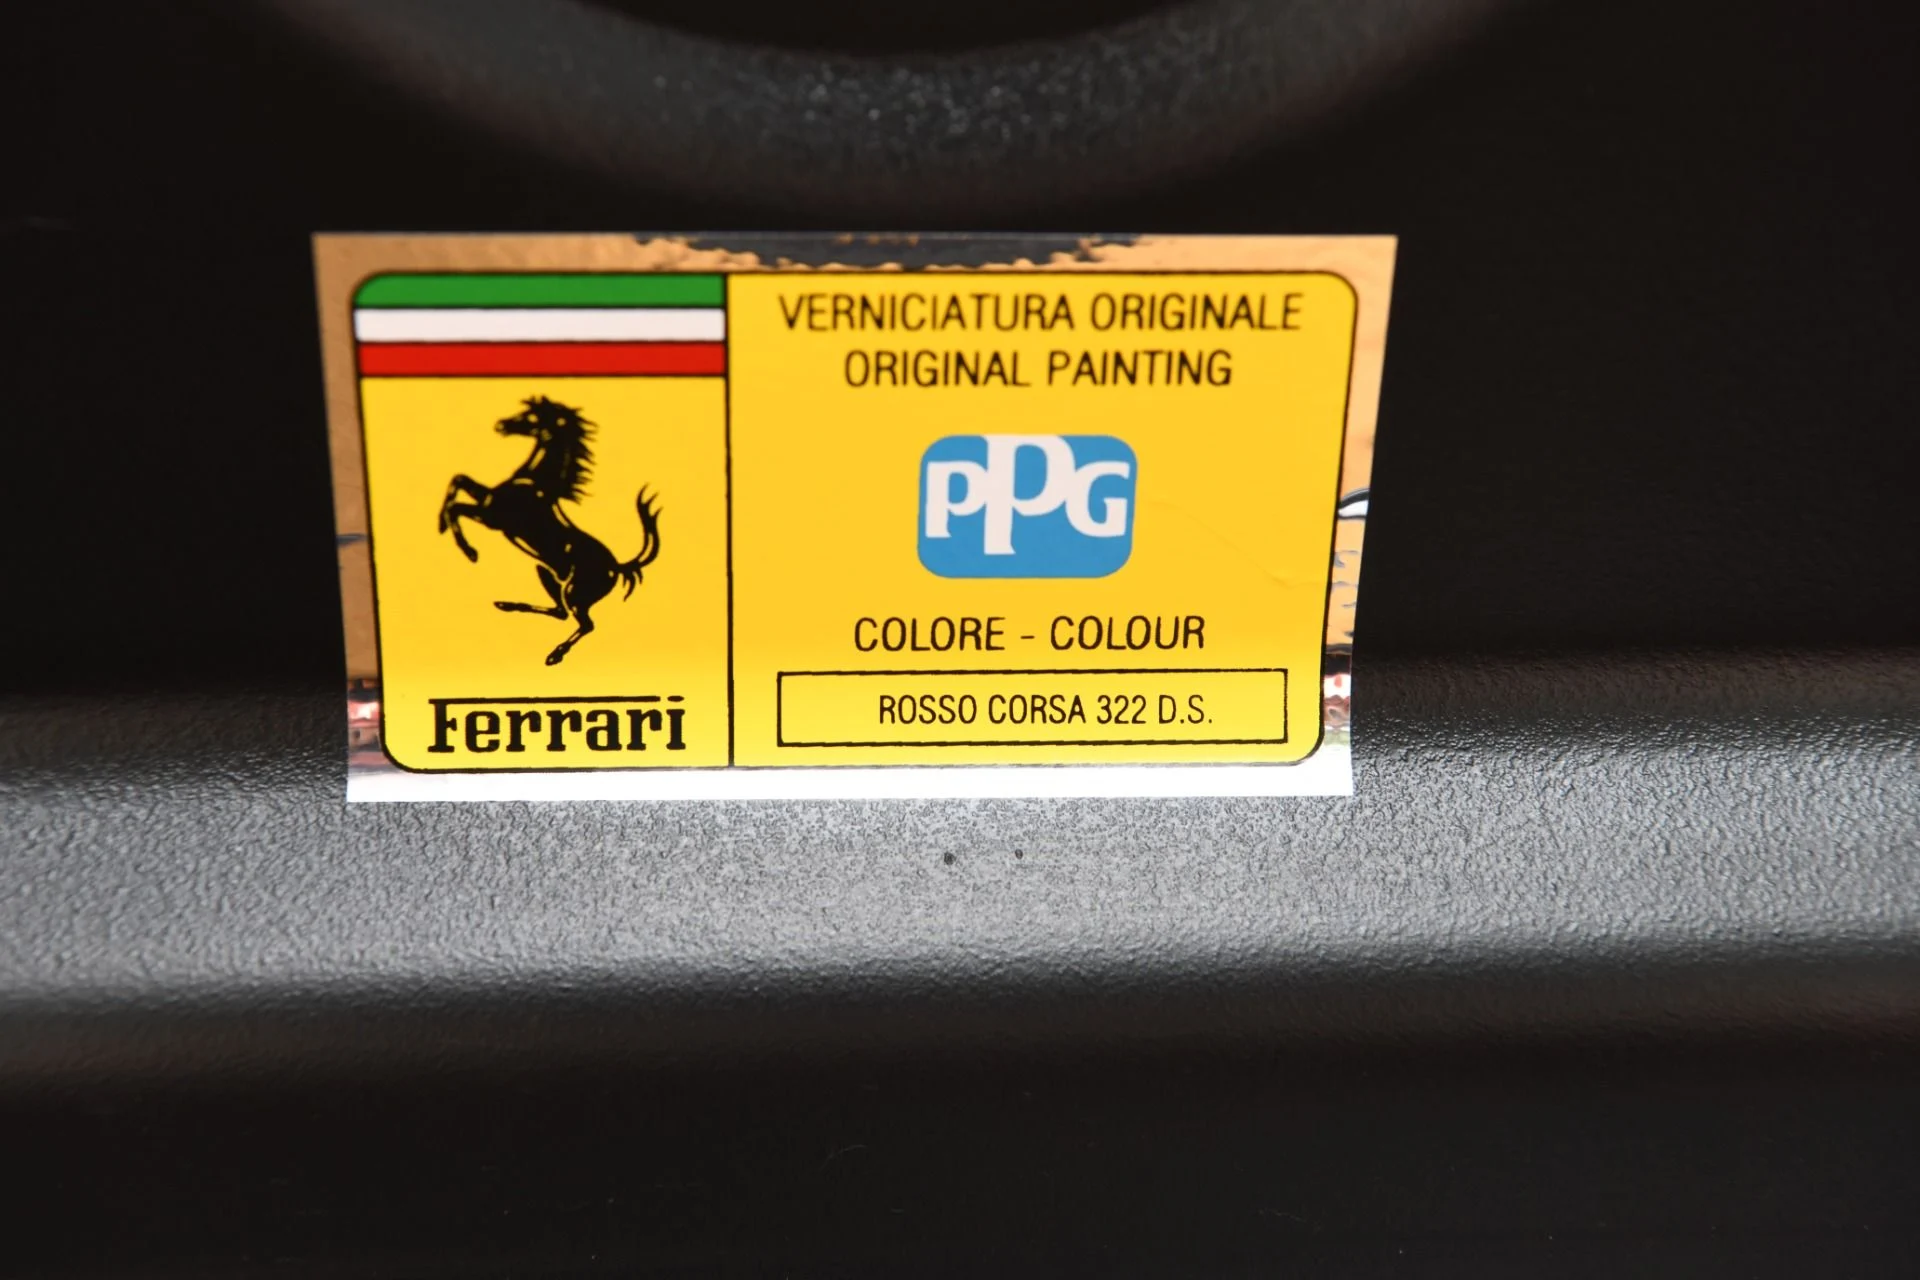 VERNICIATURA ORIGINALE
ORIGINAL PAINTING
PPG
COLORE - COLOUR
ROSSO CORSA 322 D.S.
Ferrari